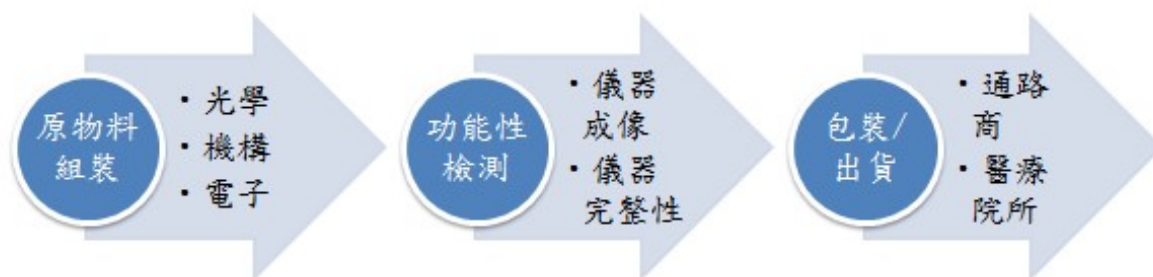 原物料
組裝
・光學
・機構
・電子
功能性
檢測
・儀器
成像
・儀器
完整性
包裝/
出貨
・通路
商
・醫療
院所